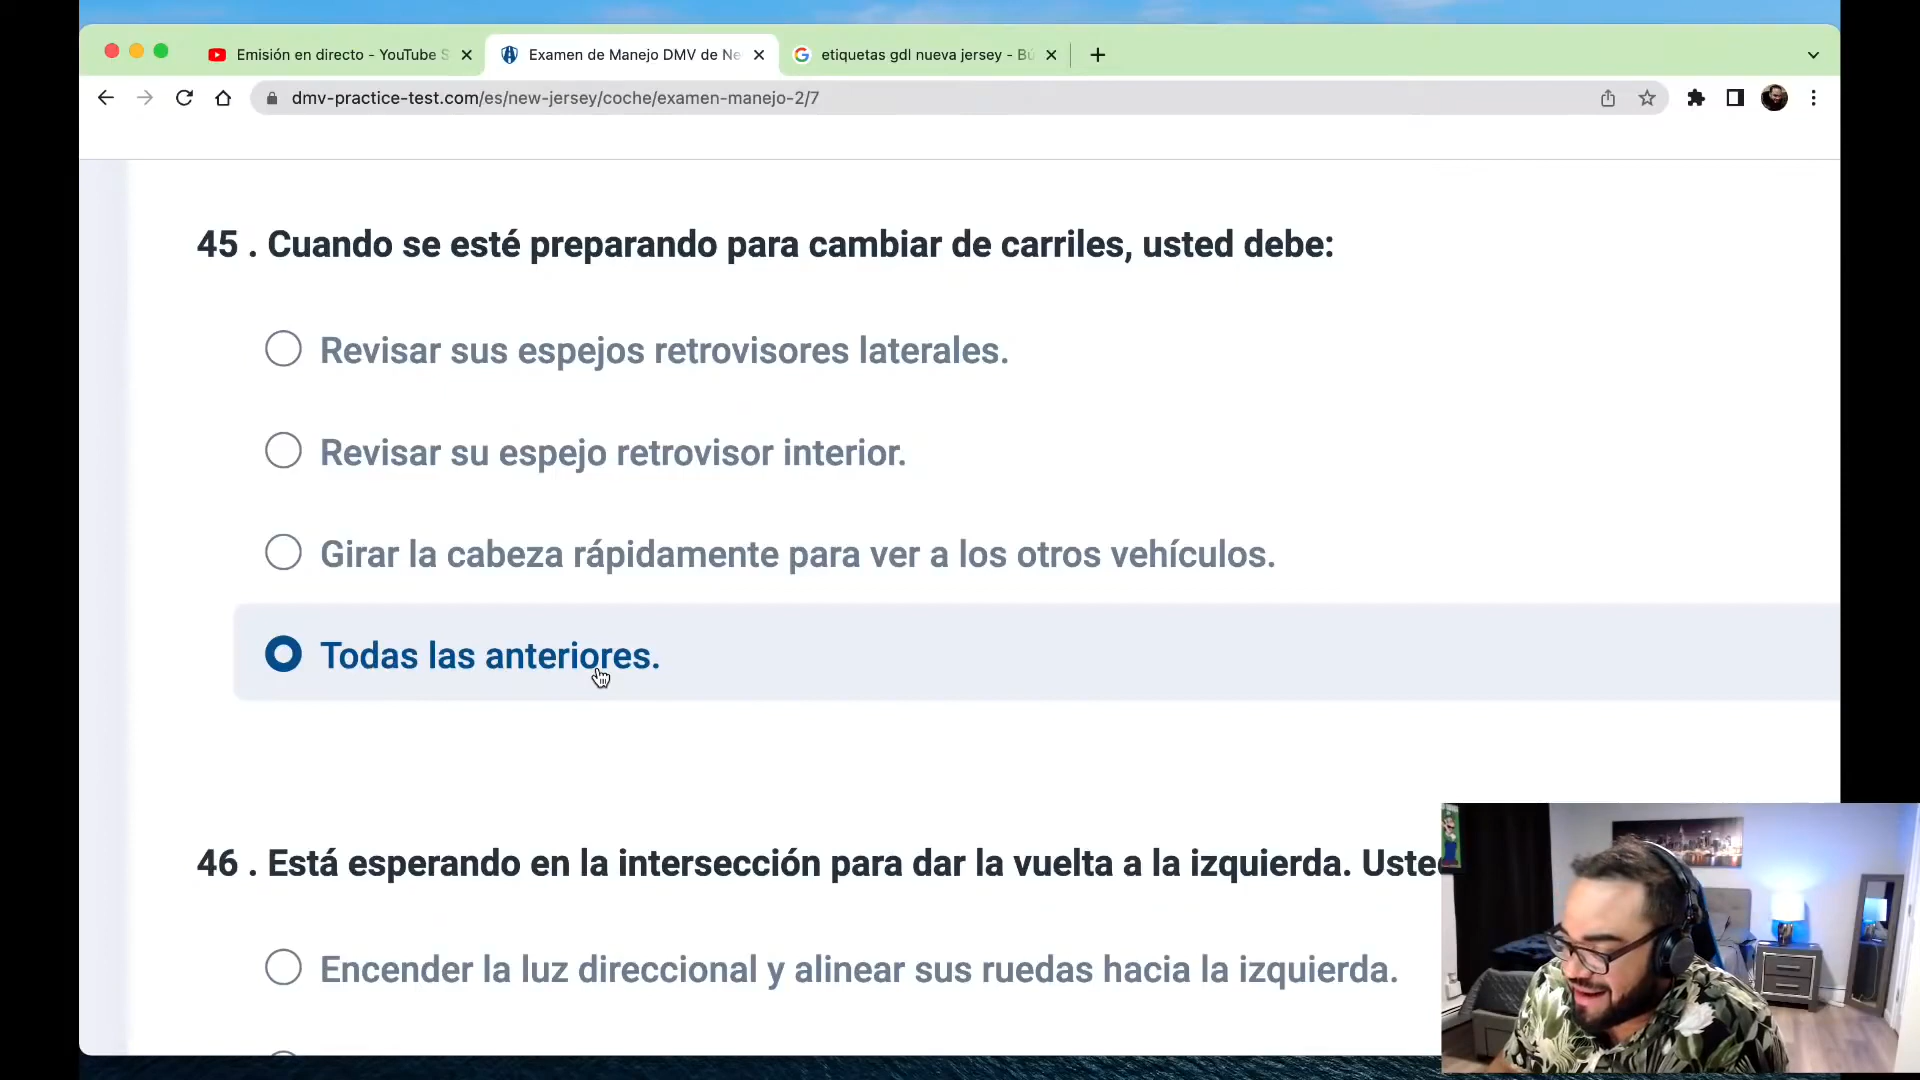 Emisión en directo - YouTube S
Examen de Manejo DMV de Ne
etiquetas gdl nueva jersey - Bú
dmv-practice-test.com/es/new-jersey/coche/examen-manejo-2/7
45 . Cuando se esté preparando para cambiar de carriles, usted debe:
Revisar sus espejos retrovisores laterales.
Revisar su espejo retrovisor interior.
Girar la cabeza rápidamente para ver a los otros vehículos.
Todas las anteriores.
46 . Está esperando en la intersección para dar la vuelta a la izquierda. Usted
Encender la luz direccional y alinear sus ruedas hacia la izquierda.